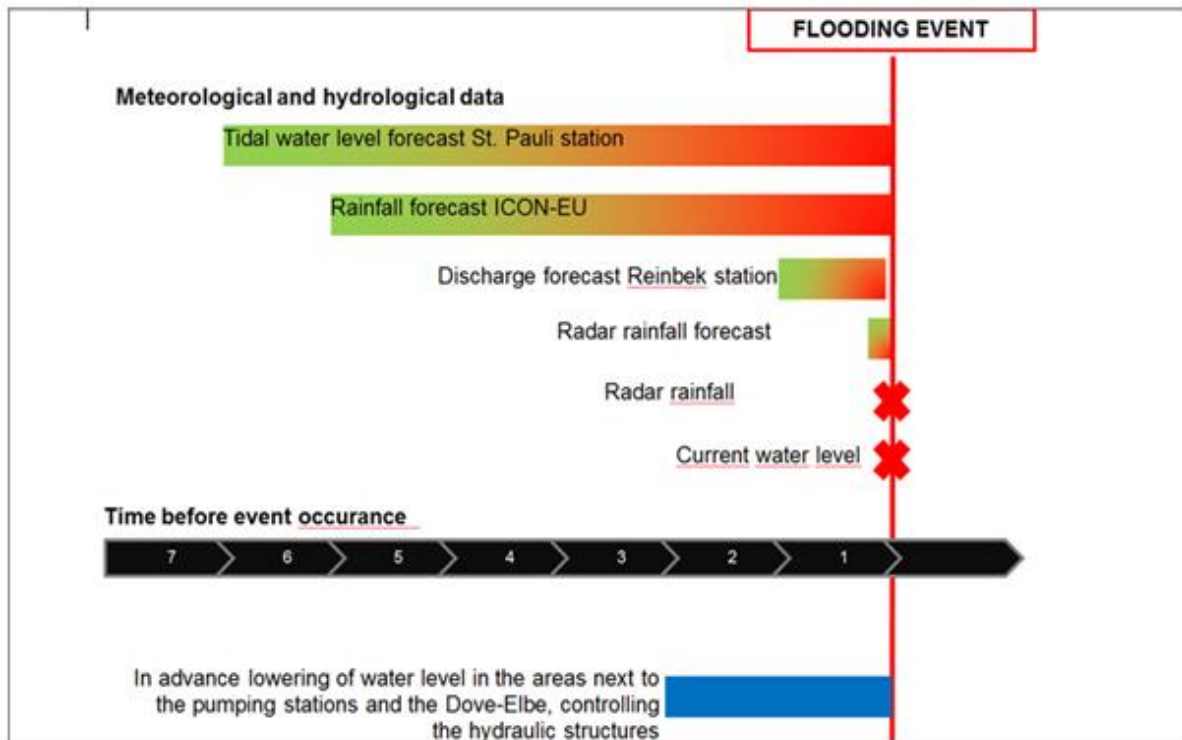 FLOODING EVENT
Meteorological and hydrological data
Tidal water level forecast St. Pauli station
Rainfall forecast ICON-EU
Discharge forecast Reinbek station
Radar rainfall forecast
Radar rainfall
Current water level
Time before event occurance
7 6 5 4 3 2 1
In advance lowering of water level in the areas next to
the pumping stations and the Dove-Elbe, controlling
the hydraulic structures